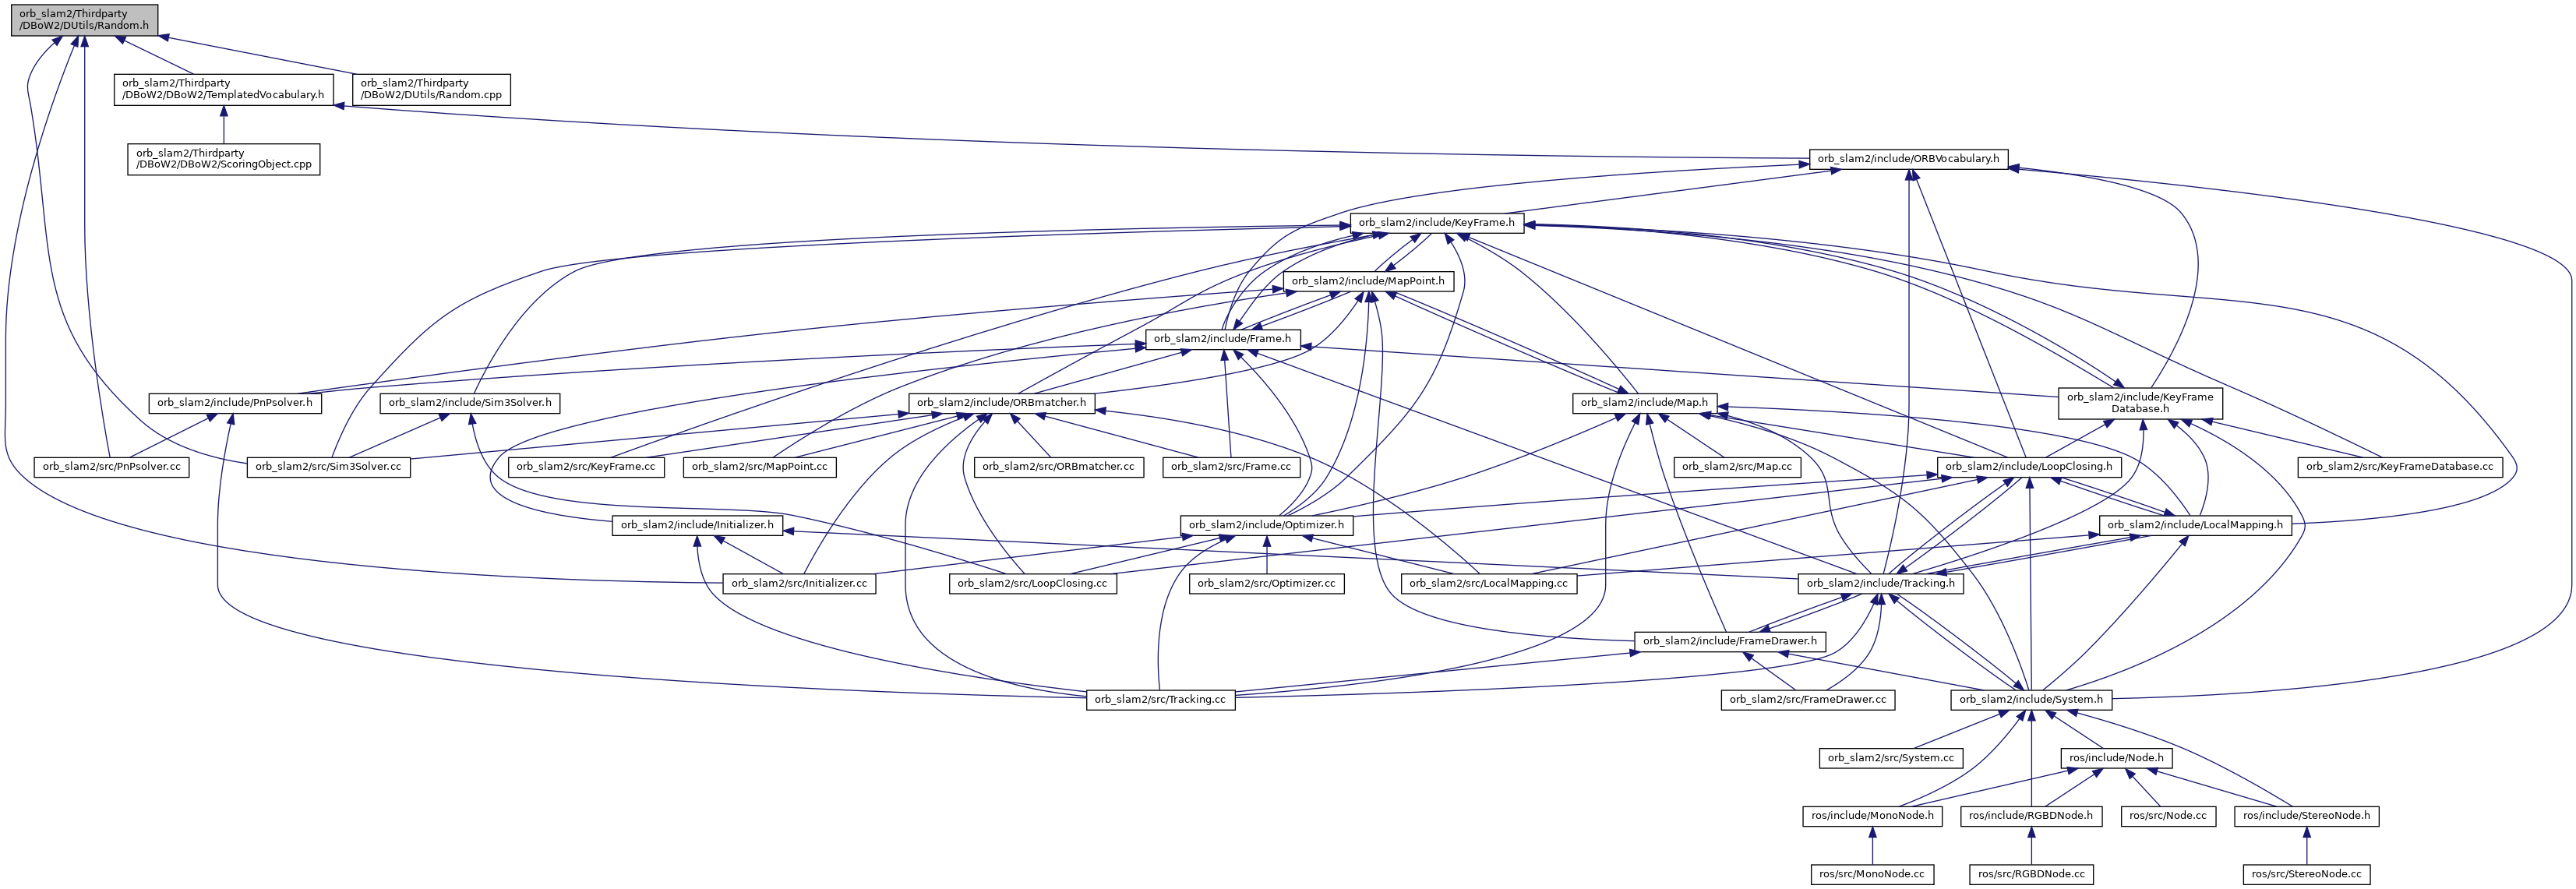 orb_slam2/Thirdparty
/DBoW2/DUtils/Random.h
orb_slam2/Thirdparty
/DBoW2/DBoW2/TemplatedVocabulary.h
orb_slam2/Thirdparty
/DBoW2/DUtils/Random.cpp
orb_slam2/Thirdparty
/DBoW2/DBoW2/ScoringObject.cpp
orb_slam2/include/ORBVocabulary.h
orb_slam2/include/KeyFrame.h
orb_slam2/include/MapPoint.h
orb_slam2/include/Frame.h
orb_slam2/include/PnPsolver.h
orb_slam2/include/Sim3Solver.h
orb_slam2/include/ORBmatcher.h
orb_slam2/include/Map.h
orb_slam2/include/KeyFrame
Database.h
orb_slam2/src/PnPsolver.cc
orb_slam2/src/Sim3Solver.cc
orb_slam2/src/KeyFrame.cc
orb_slam2/src/MapPoint.cc
orb_slam2/src/ORBmatcher.cc
orb_slam2/src/Frame.cc
orb_slam2/src/Map.cc
orb_slam2/include/LoopClosing.h
orb_slam2/src/KeyFrameDatabase.cc
orb_slam2/include/Initializer.h
orb_slam2/include/Optimizer.h
orb_slam2/include/LocalMapping.h
orb_slam2/src/Initializer.cc
orb_slam2/src/LoopClosing.cc
orb_slam2/src/Optimizer.cc
orb_slam2/src/LocalMapping.cc
orb_slam2/include/Tracking.h
orb_slam2/include/FrameDrawer.h
orb_slam2/src/Tracking.cc
orb_slam2/src/FrameDrawer.cc
orb_slam2/include/System.h
orb_slam2/src/System.cc
ros/include/Node.h
ros/include/MonoNode.h
ros/include/RGBDNode.h
ros/src/Node.cc
ros/include/StereoNode.h
ros/src/MonoNode.cc
ros/src/RGBDNode.cc
ros/src/StereoNode.cc